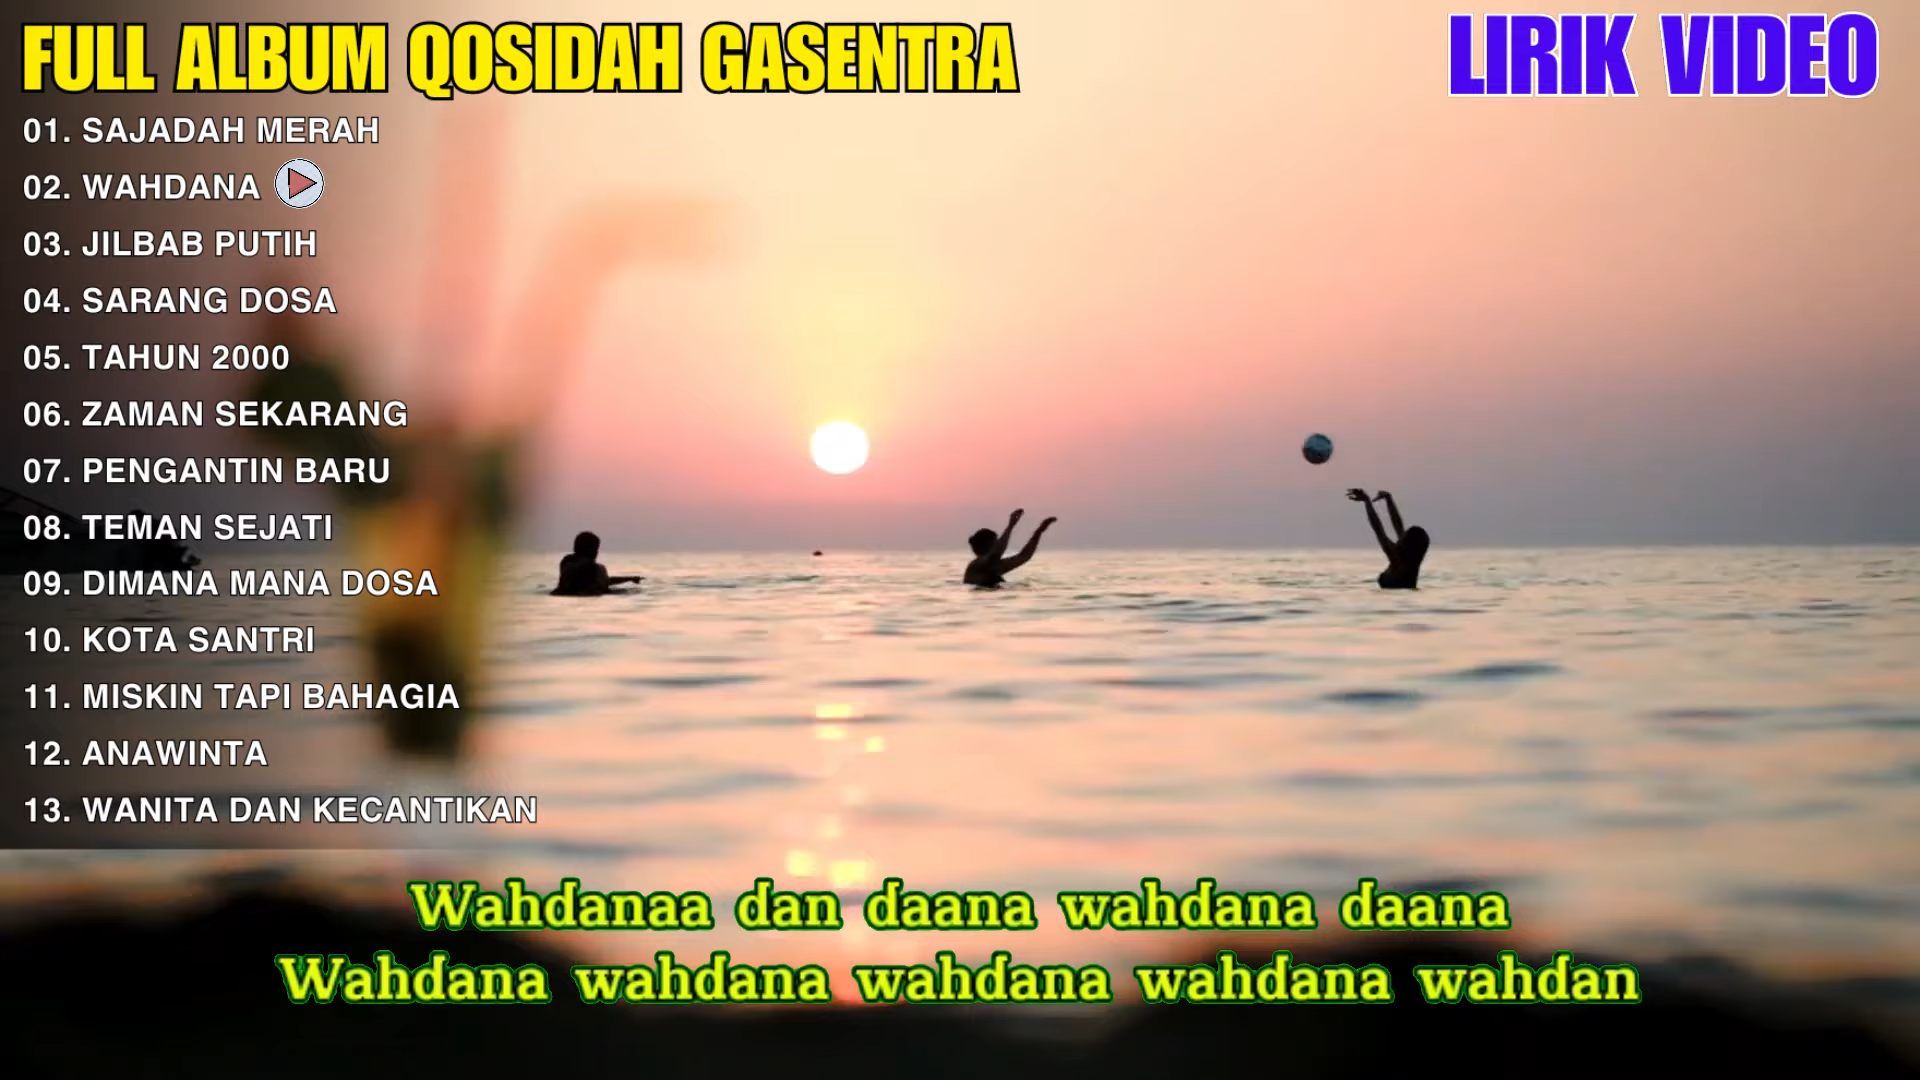 FULL ALBUM QOSIDAH GASENTRA
LIRIK VIDEO
01. SAJADAH MERAH
02. WAHDANA
03. JILBAB PUTIH
04. SARANG DOSA
05. TAHUN 2000
06. ZAMAN SEKARANG
07. PENGANTIN BARU
08. TEMAN SEJATI
09. DIMANA MANA DOSA
10. KOTA SANTRI
11. MISKIN TAPI BAHAGIA
12. ANAWINTA
13. WANITA DAN KECANTIKAN
Wahdanaa dan daana wahdana daana
Wahdana wahdana wahdana wahdana wahdan